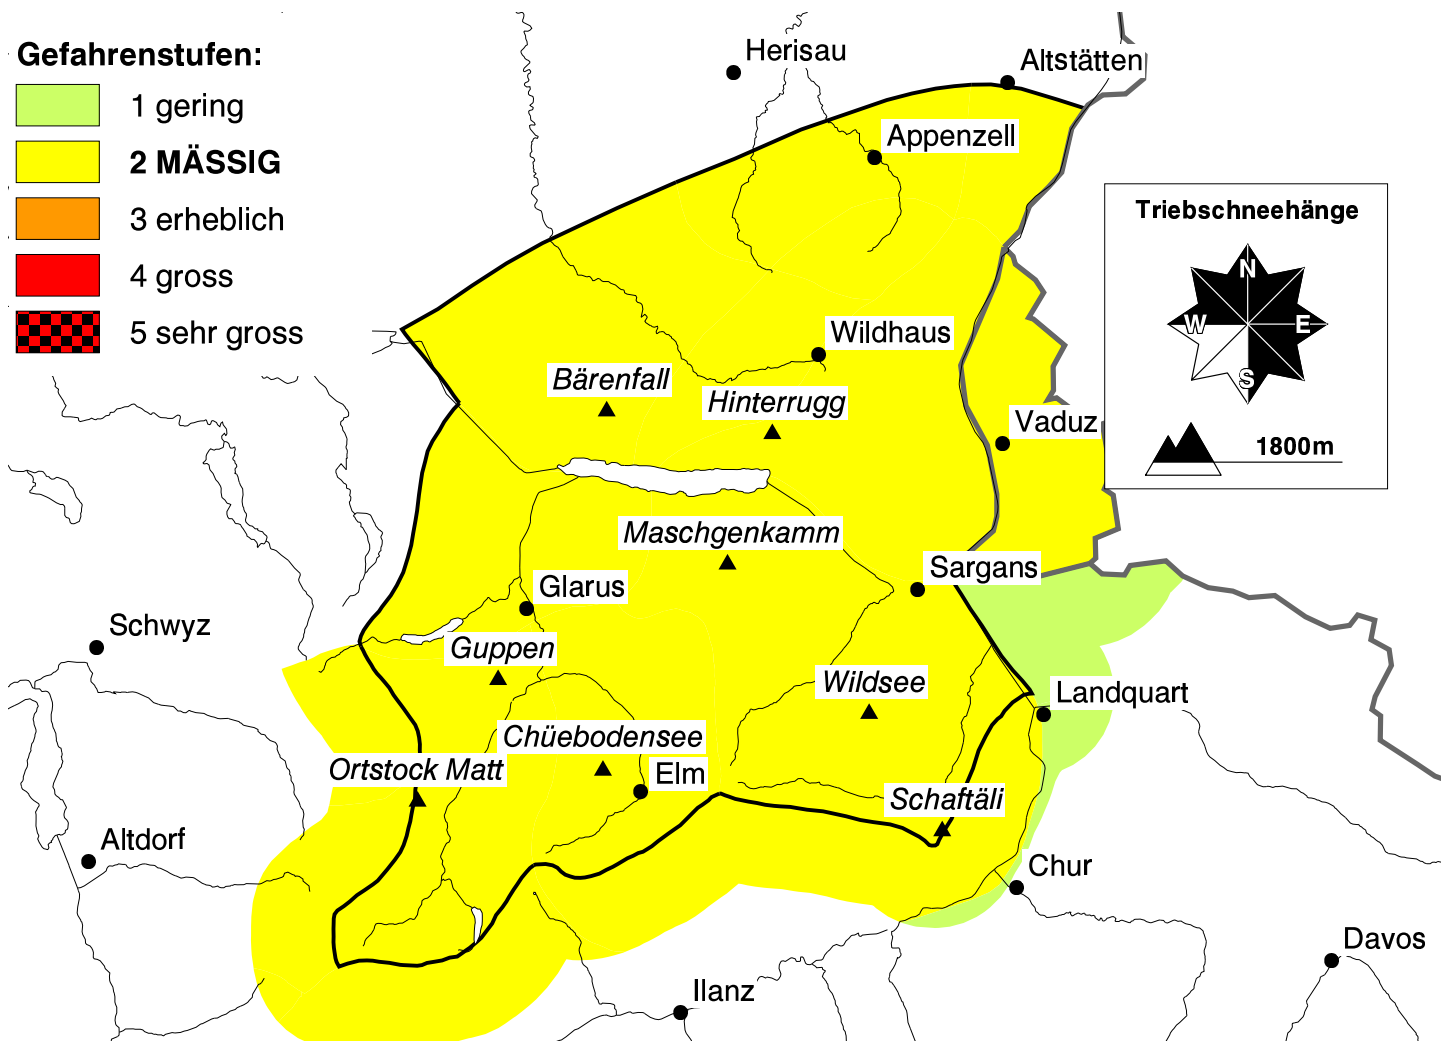 Gefahrenstufen:
1 gering
2 MÄSSIG
3 erheblich
4 gross
5 sehr gross
Herisau
Altstätten
Appenzell
Triebschneehänge
N
W
E
S
1800m
Wildhaus
Bärenfall
Hinterrugg
Vaduz
Maschgenkamm
Sargans
Glarus
Schwyz
Guppen
Wildsee
Landquart
Chüebodensee
Ortstock Matt
Elm
Schaftäli
Altdorf
Chur
Davos
Ilanz